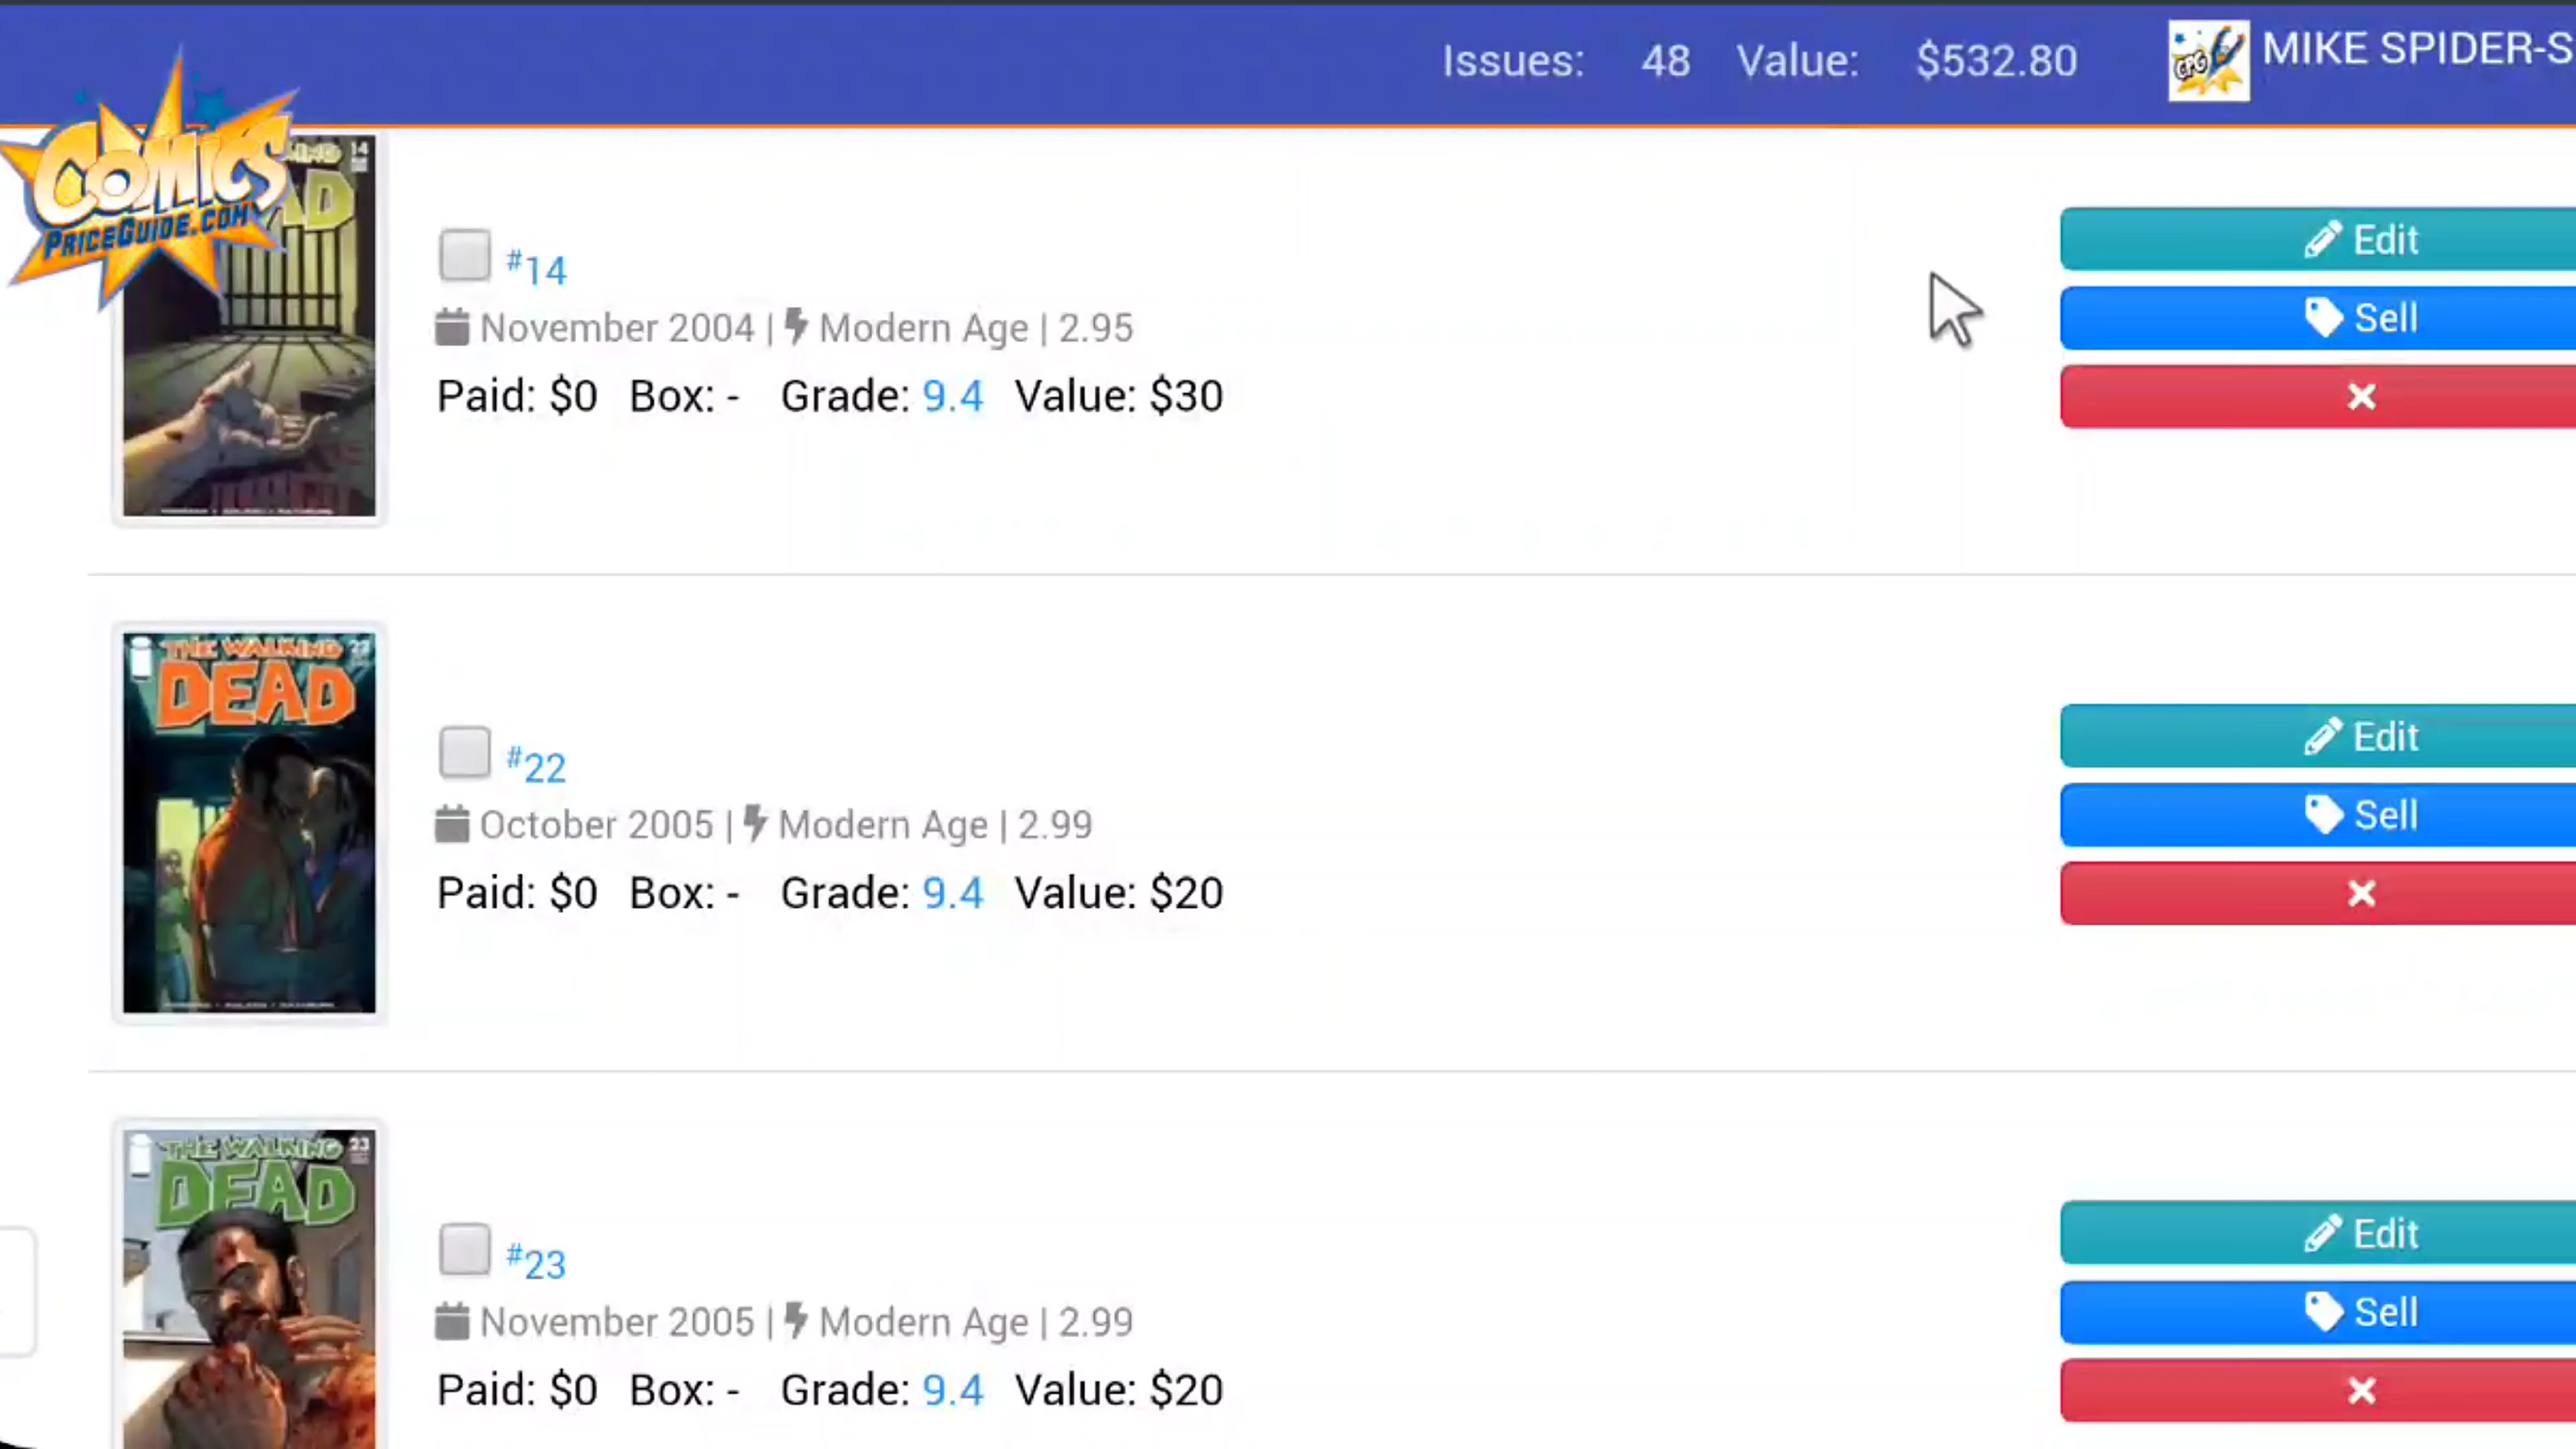 Issues: 48 Value: $532.80 MIKE SPIDER-S
COMICS
PRICEGUIDE.COM
CPG
14
#14
November 2004 | Modern Age | 2.95
Paid: $0 Box: - Grade: 9.4 Value: $30
Edit
Sell
THE WALKING 22
DEAD
#22
October 2005 | Modern Age | 2.99
Paid: $0 Box: - Grade: 9.4 Value: $20
Edit
Sell
THE WALKING 23
DEAD
#23
November 2005 | Modern Age | 2.99
Paid: $0 Box: - Grade: 9.4 Value: $20
Edit
Sell